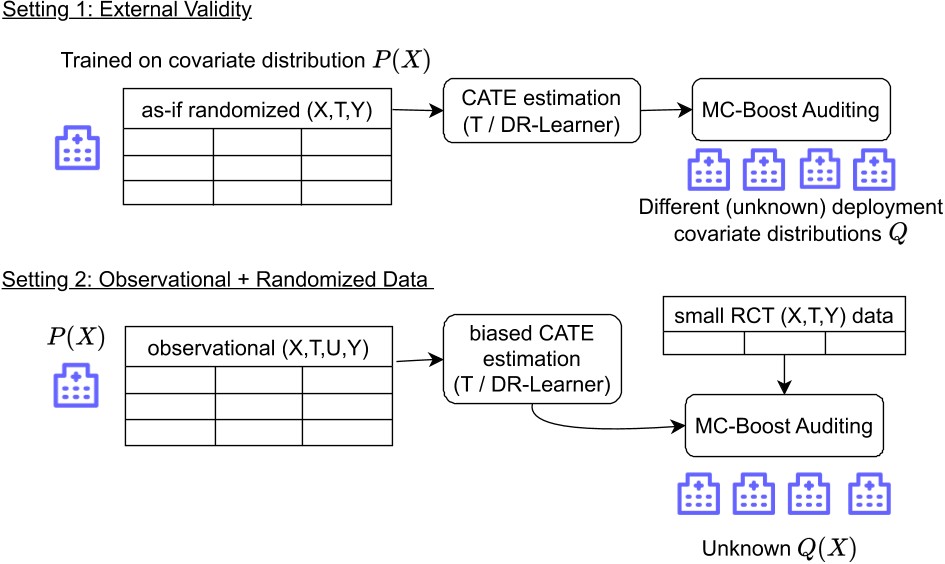 Setting 1: External Validity
Trained on covariate distribution P(X)
as-if randomized (X,T,Y)
CATE estimation
(T / DR-Learner)
MC-Boost Auditing
Different (unknown) deployment
covariate distributions Q
Setting 2: Observational + Randomized Data
P(X)
observational (X,T,U,Y)
biased CATE
estimation
(T / DR-Learner)
small RCT (X,T,Y) data
MC-Boost Auditing
Unknown Q(X)